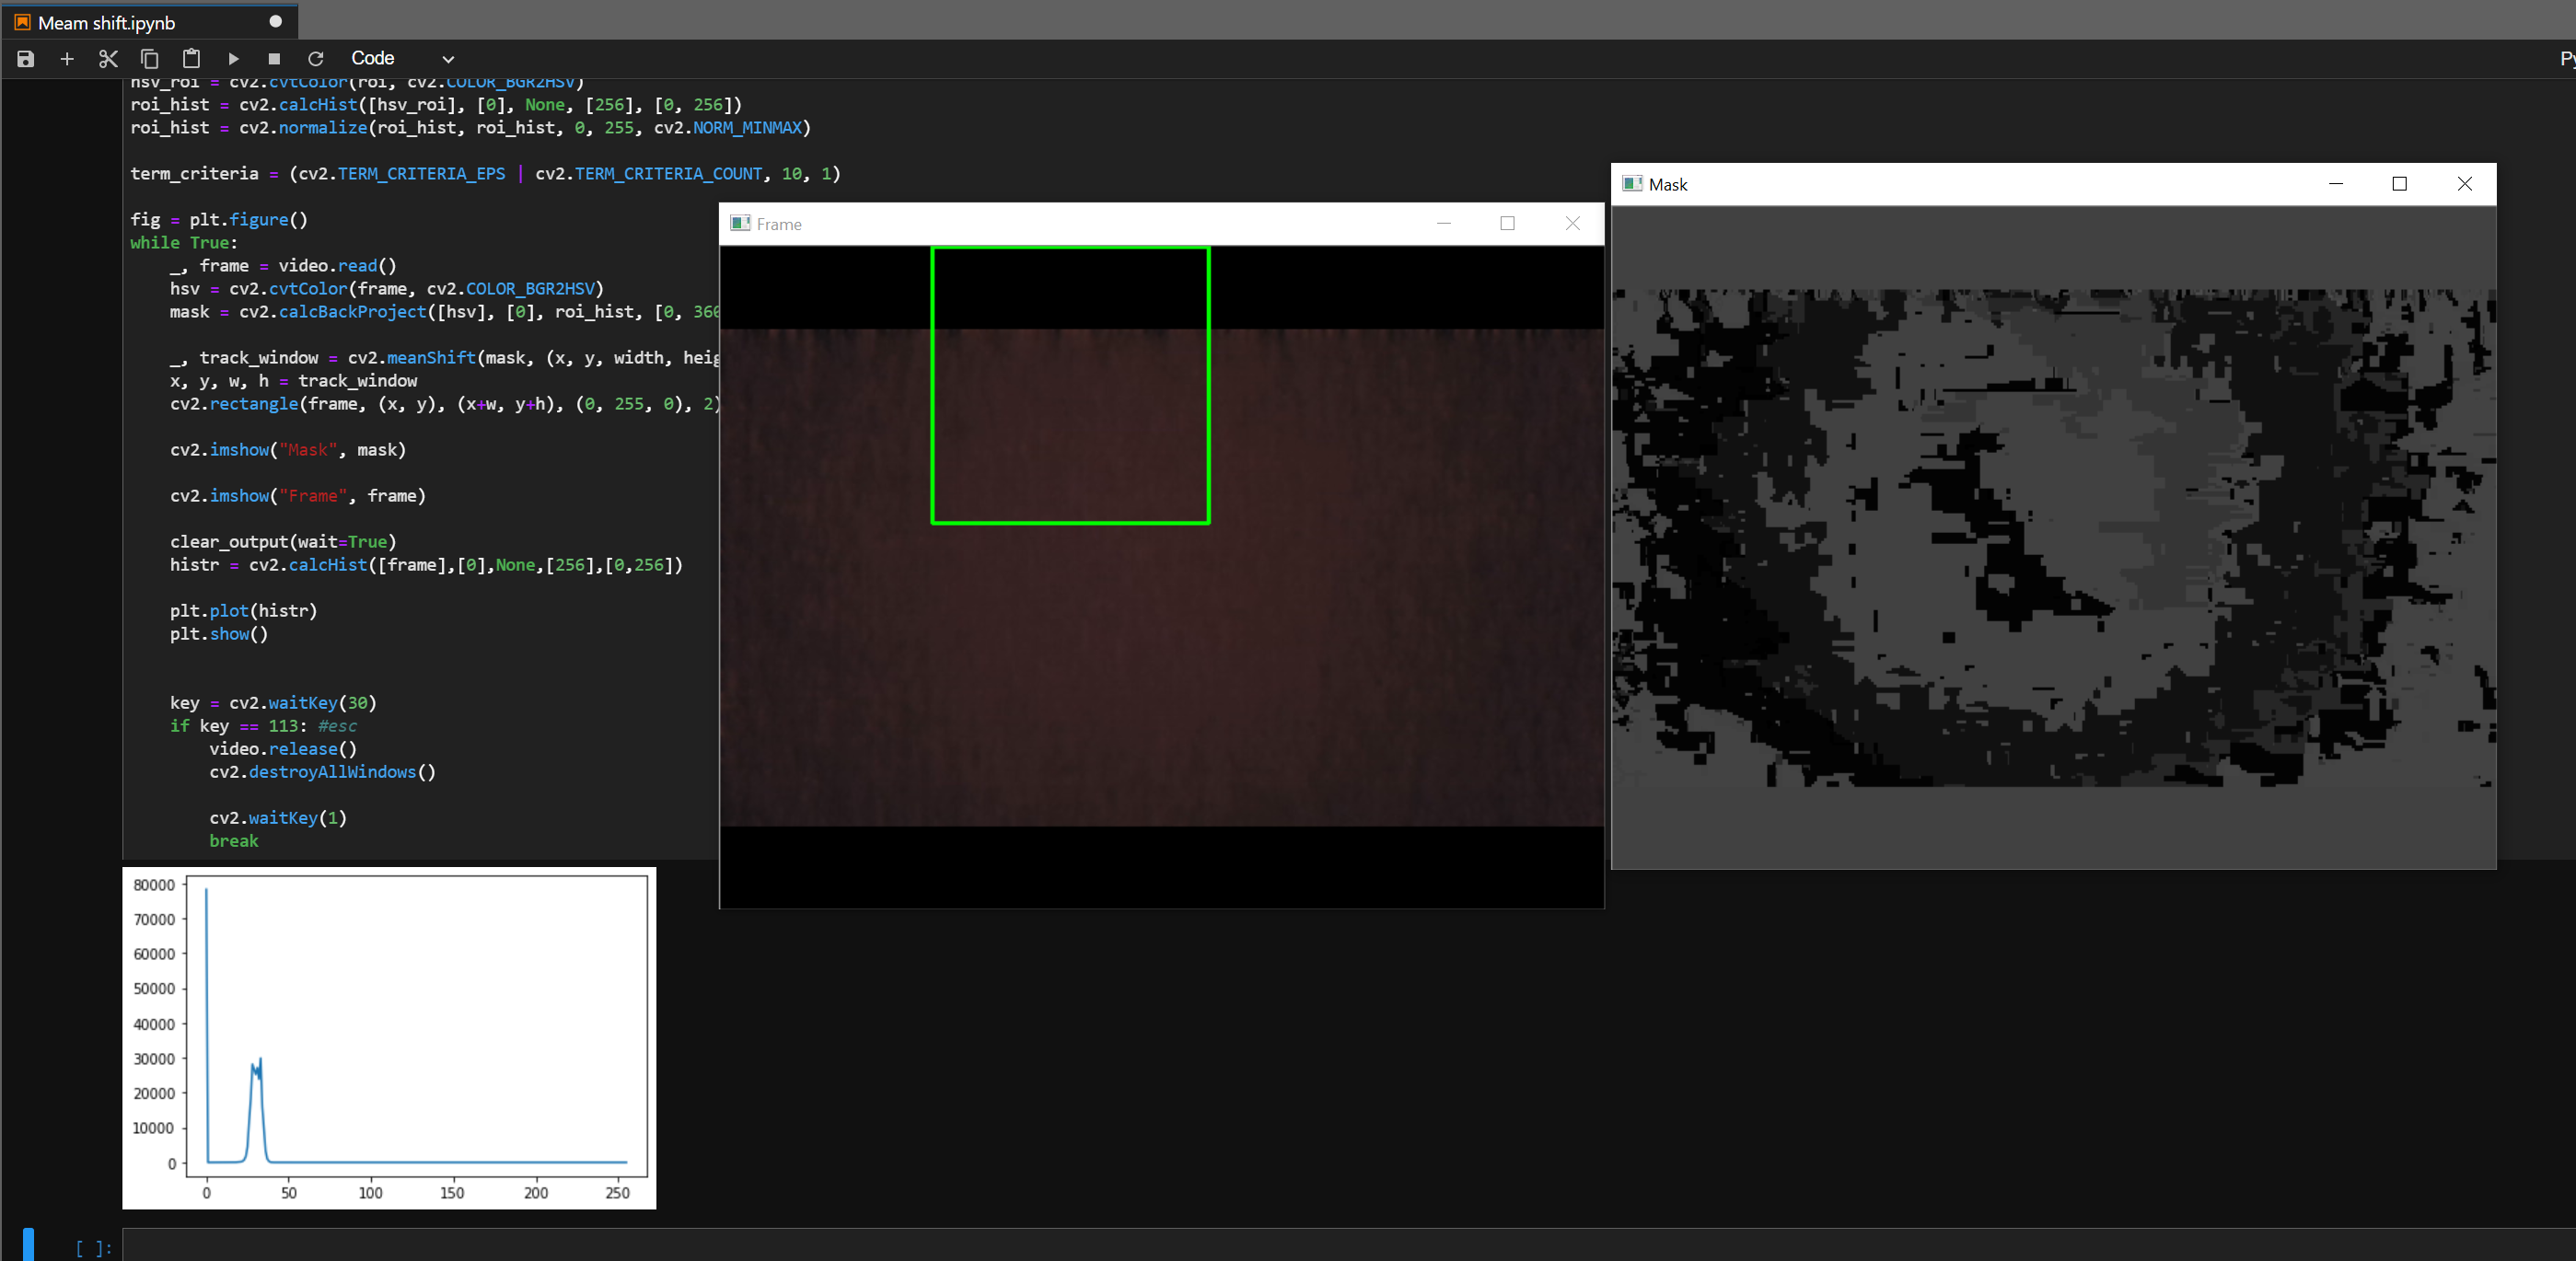 Meam shift.ipynb
Code
Py
hsv_roi = cv2.cvtColor(roi, cv2.COLOR_BGR2HSV)
roi_hist = cv2.calcHist([hsv_roi], [0], None, [256], [0, 256])
roi_hist = cv2.normalize(roi_hist, roi_hist, 0, 255, cv2.NORM_MINMAX)
term_criteria = (cv2.TERM_CRITERIA_EPS | cv2.TERM_CRITERIA_COUNT, 10, 1)
fig = plt.figure()
while True:
_, frame = video.read()
hsv = cv2.cvtColor(frame, cv2.COLOR_BGR2HSV)
mask = cv2.calcBackProject([hsv], [0], roi_hist, [0, 360
_, track_window = cv2.meanShift(mask, (x, y, width, heig
x, y, w, h = track_window
cv2.rectangle(frame, (x, y), (x+w, y+h), (0, 255, 0), 2)
cv2.imshow("Mask", mask)
cv2.imshow("Frame", frame)
clear_output(wait=True)
histr = cv2.calcHist([frame],[0],None,[256],[0,256])
plt.plot(histr)
plt.show()
key = cv2.waitKey(30)
if key == 113: #esc
video.release()
cv2.destroyAllWindows()
cv2.waitKey(1)
break
Frame
Mask
80000
70000
60000
50000
40000
30000
20000
10000
0
0 50 100 150 200 250
[ ]: